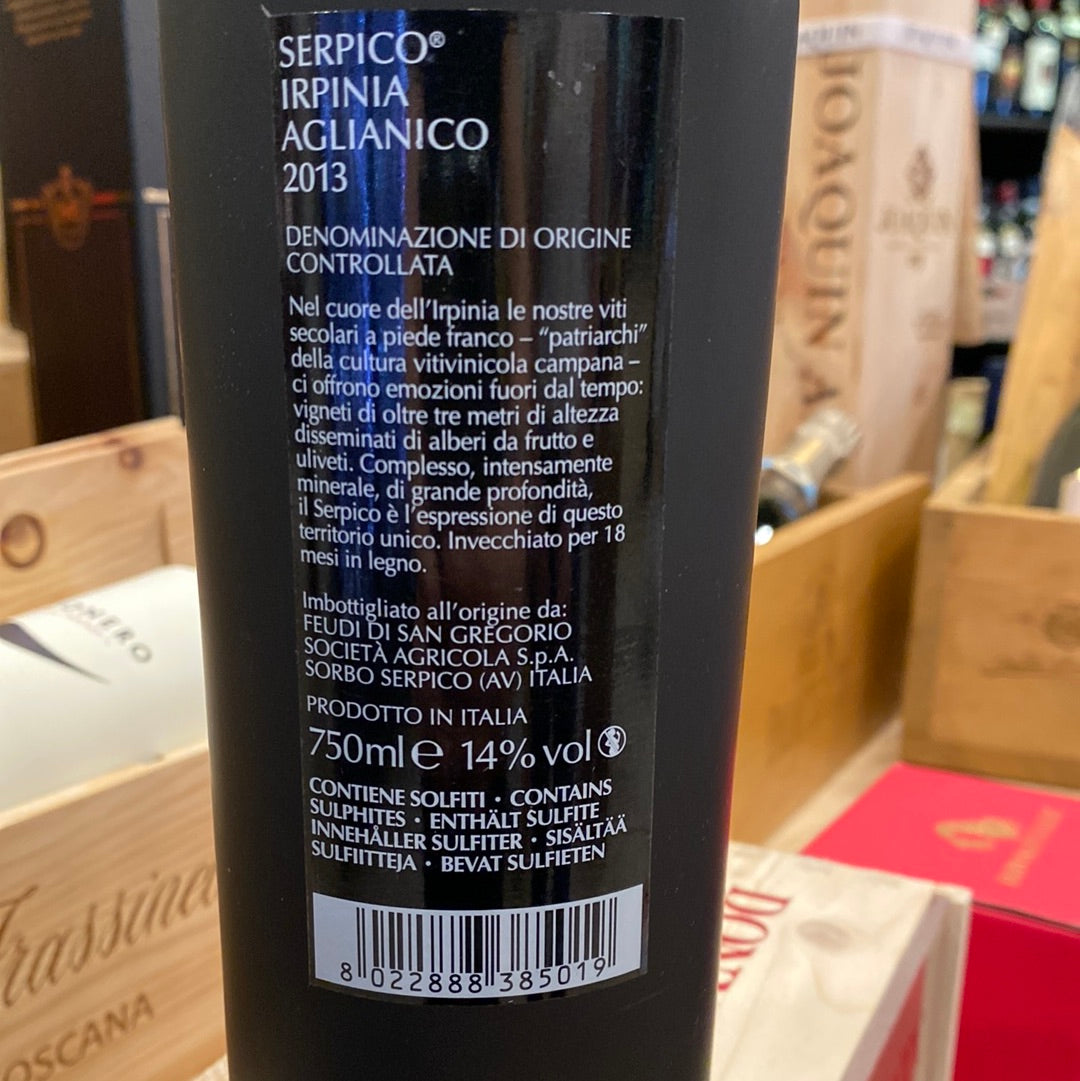 SERPICO®
IRPINIA
AGLIANICO
2013
DENOMINAZIONE DI ORIGINE
CONTROLLATA
Nel cuore dell'Irpinia le nostre viti
secolari a piede franco – “patriarchi”
della cultura vitivinicola campana –
ci offrono emozioni fuori dal tempo:
vigneti di oltre tre metri di altezza
disseminati di alberi da frutto e
uliveti. Complesso, intensamente
minerale, di grande profondità,
il Serpico è l'espressione di questo
territorio unico. Invecchiato per 18
mesi in legno.
Imbottigliato all'origine da:
FEUDI DI SAN GREGORIO
SOCIETÀ AGRICOLA S.p.A.
SORBO SERPICO (AV) ITALIA
PRODOTTO IN ITALIA
750ml e 14% vol
CONTIENE SOLFITI • CONTAINS
SULPHITES • ENTHÄLT SULFITE
INNEHÅLLER SULFITER • SISÄLTÄÄ
SULFIITTEJA • BEVAT SULFIETEN
8 022888 385019
JOAQUIN